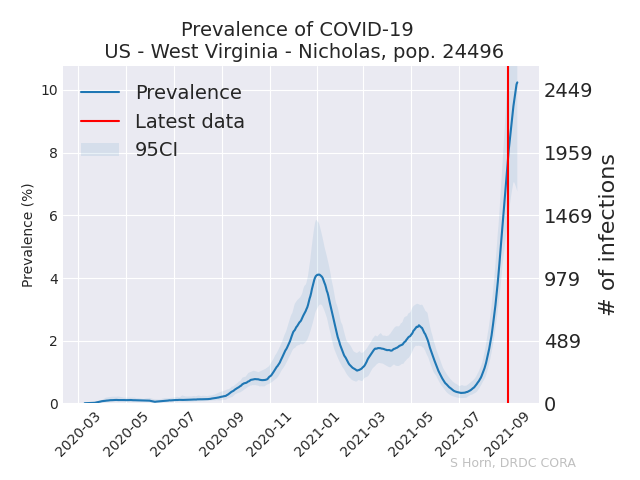 Prevalence of COVID-19
US - West Virginia - Nicholas, pop. 24496
Prevalence
Latest data
95CI
Prevalence (%)
10
8
6
4
2
0
2449
1959
1469
979
489
0
# of infections
2020-03
2020-05
2020-07
2020-09
2020-11
2021-01
2021-03
2021-05
2021-07
2021-09
S Horn, DRDC CORA